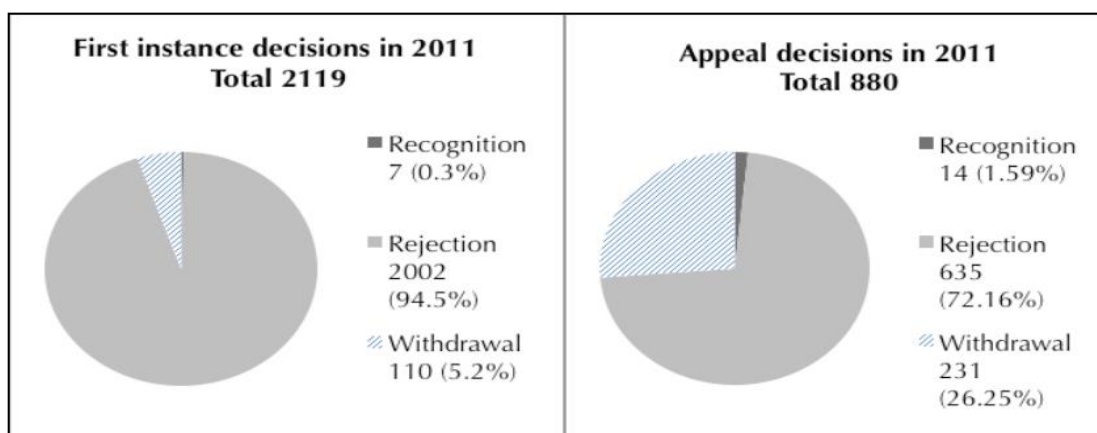 First instance decisions in 2011
Total 2119
Recognition
7 (0.3%)
Rejection
2002
(94.5%)
Withdrawal
110 (5.2%)
Appeal decisions in 2011
Total 880
Recognition
14 (1.59%)
Rejection
635
(72.16%)
Withdrawal
231
(26.25%)